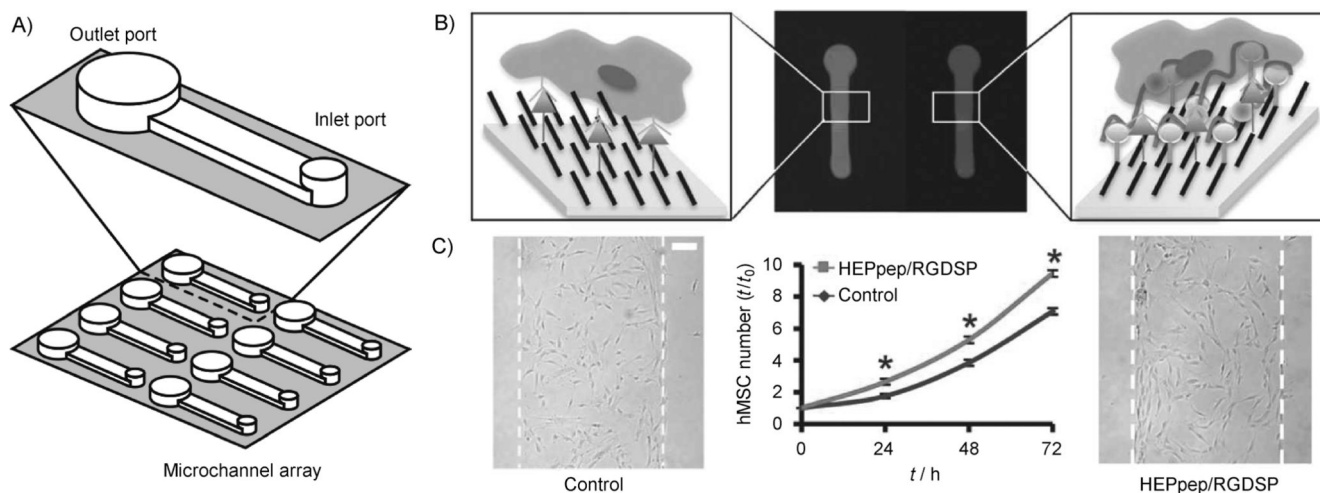 A)
Outlet port
Inlet port
Microchannel array
B)
C)
Control
hMSC number (t/t₀)
10
8
6
4
2
0
HEPpep/RGDSP
Control
*
*
*
0
24
48
72
t / h
HEPpep/RGDSP